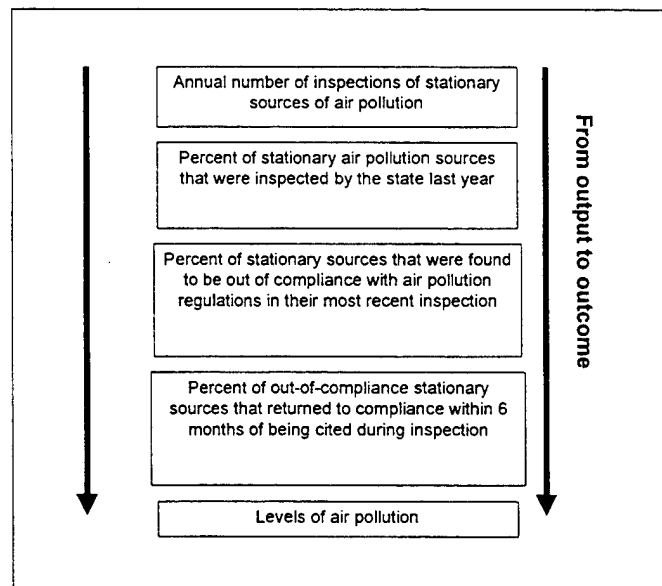 Annual number of inspections of stationary
sources of air pollution
Percent of stationary air pollution sources
that were inspected by the state last year
Percent of stationary sources that were found
to be out of compliance with air pollution
regulations in their most recent inspection
Percent of out-of-compliance stationary
sources that returned to compliance within 6
months of being cited during inspection
Levels of air pollution
From output to outcome